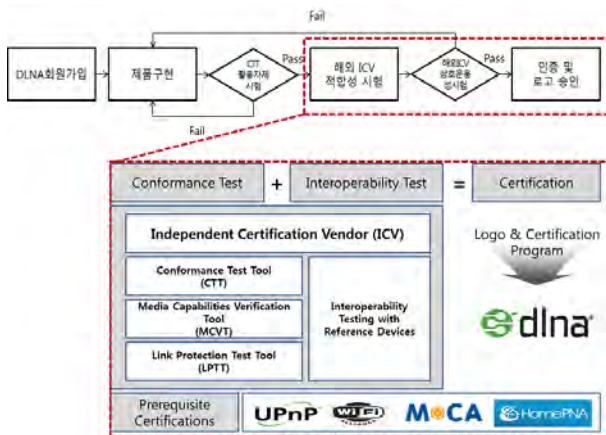 Fail
DLNA회원가입
제품구현
CTT
활용자체
시험
Pass
해외 ICV
적합성 시험
해외ICV
상호운용
성시험
Pass
인증 및
로고 승인
Fail
Conformance Test
+
Interoperability Test
=
Certification
Independent Certification Vendor (ICV)
Conformance Test Tool
(CTT)
Media Capabilities Verification
Tool
(MCVT)
Link Protection Test Tool
(LPTT)
Interoperability
Testing with
Reference Devices
Logo & Certification
Program
dlna
Prerequisite
Certifications
UPnP
Wi Fi
MoCA
HomePNA